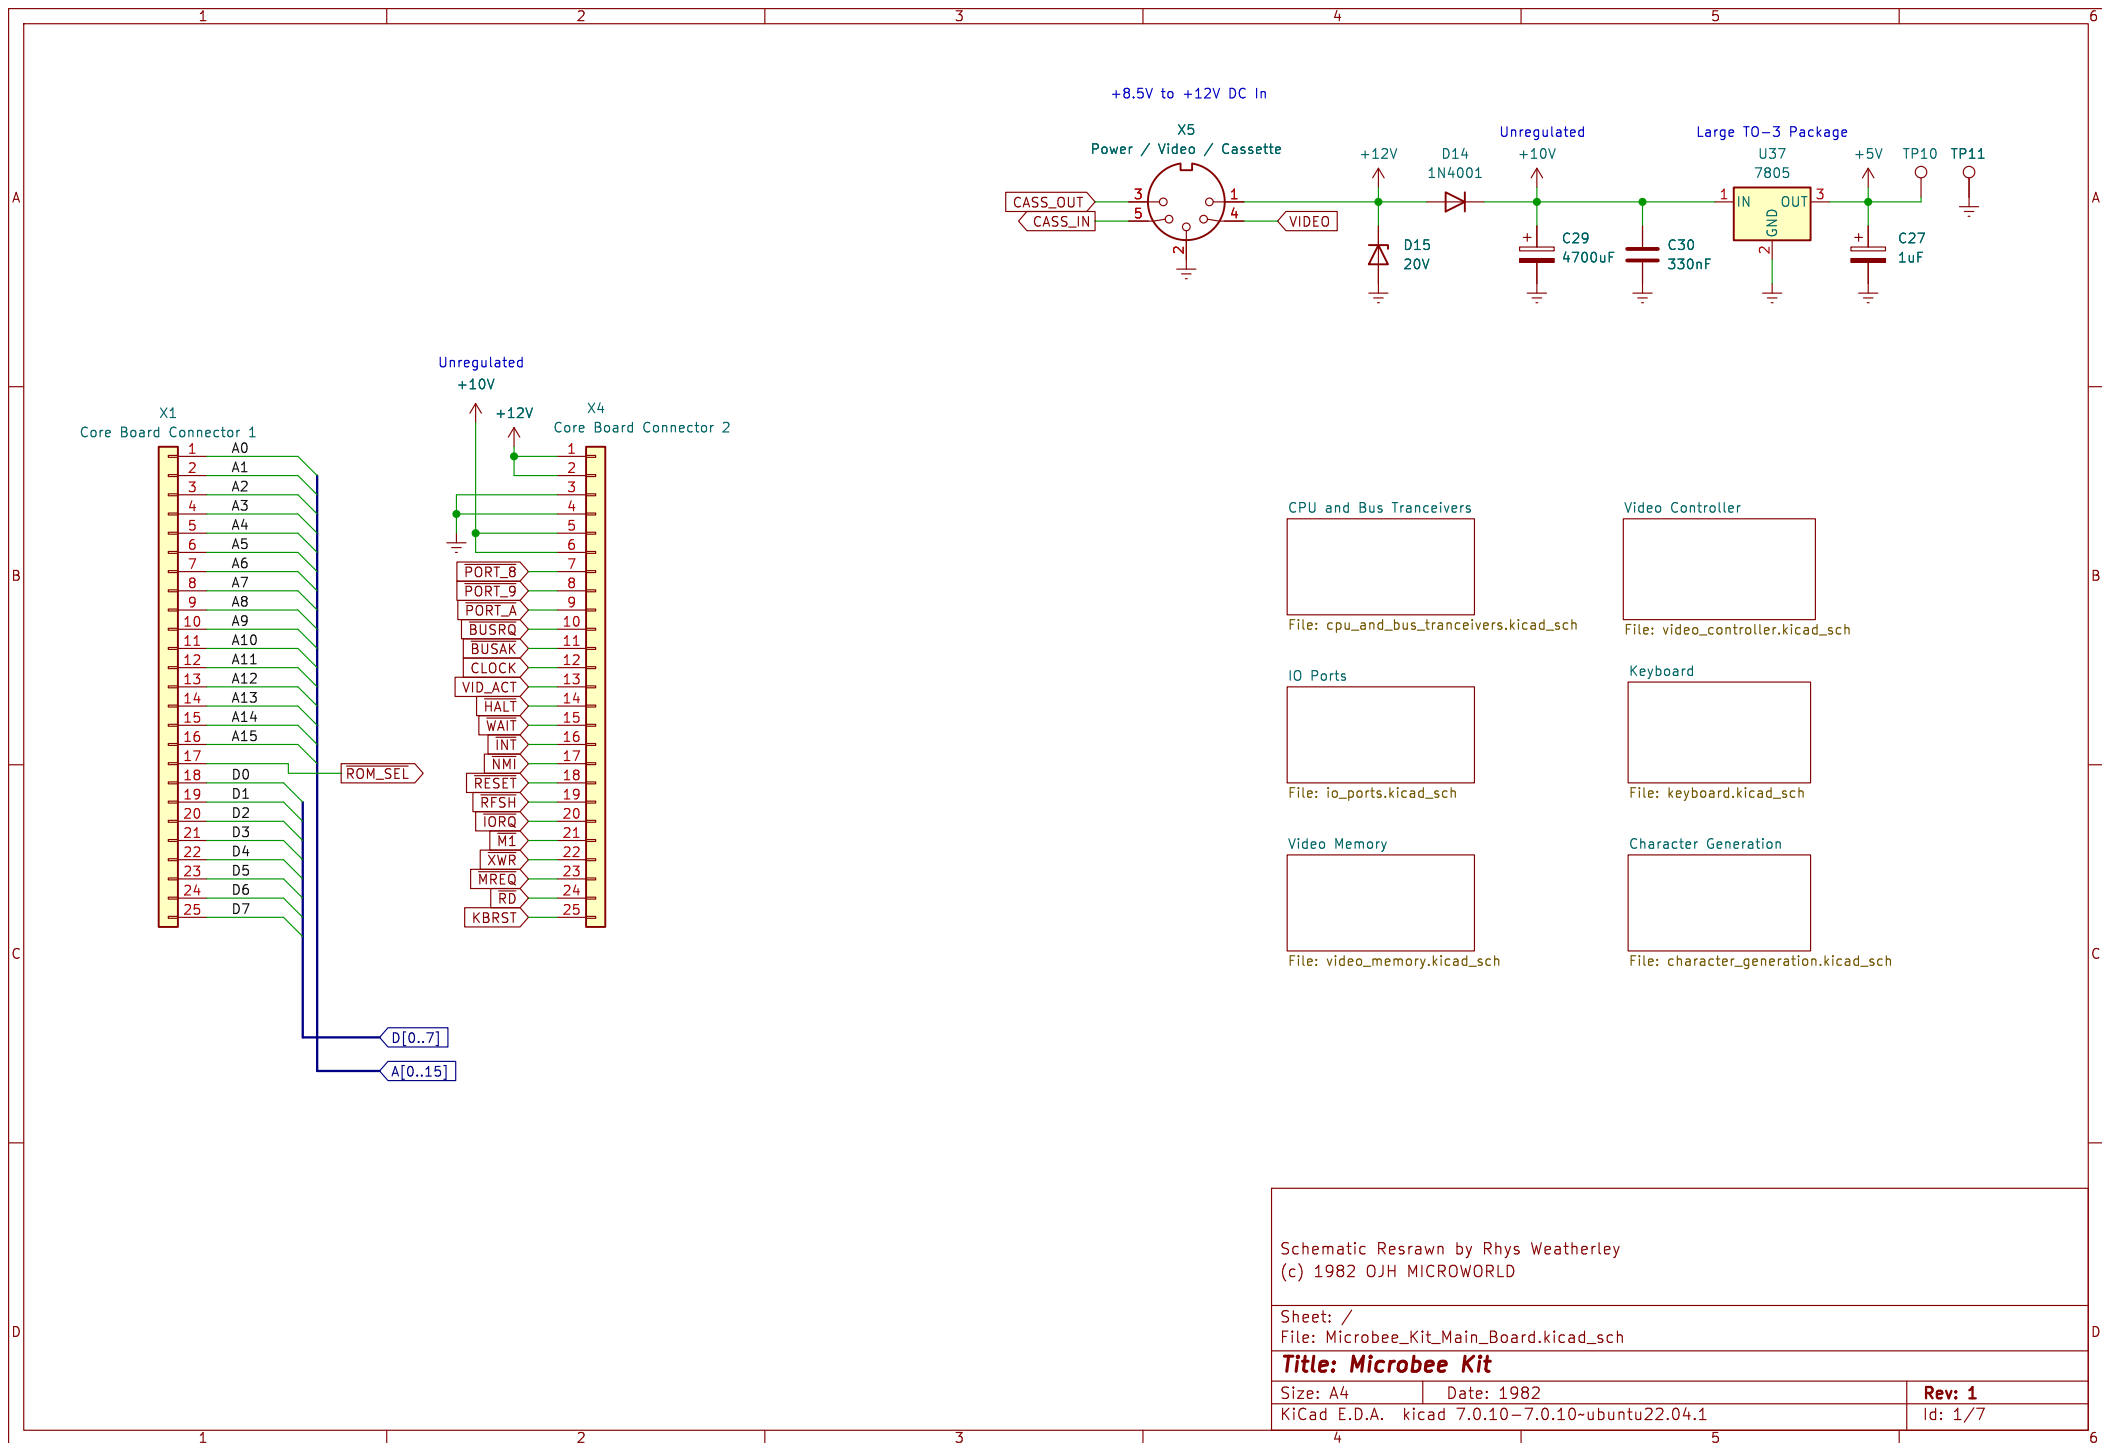 1 2 3 4 5 6
A
B
C
D
+8.5V to +12V DC In
X5
Power / Video / Cassette
CASS_OUT 3
CASS_IN 5
1
4 VIDEO
2
+12V
D14
1N4001
D15
20V
Unregulated
+10V
C29
4700uF
+
C30
330nF
Large TO-3 Package
U37
7805
1 IN OUT 3
GND
2
+5V
TP10 TP11
+
C27
1uF
X1
Core Board Connector 1
1 A0
2 A1
3 A2
4 A3
5 A4
6 A5
7 A6
8 A7
9 A8
10 A9
11 A10
12 A11
13 A12
14 A13
15 A14
16 A15
17 ROM_SEL
18 D0
19 D1
20 D2
21 D3
22 D4
23 D5
24 D6
25 D7
D[0..7]
A[0..15]
Unregulated
+10V
+12V
X4
Core Board Connector 2
1
2
3
4
5
6
PORT_8 7
PORT_9 8
PORT_A 9
BUSRQ 10
BUSAK 11
CLOCK 12
VID_ACT 13
HALT 14
WAIT 15
INT 16
NMI 17
RESET 18
RFSH 19
IORQ 20
M1 21
XWR 22
MREQ 23
RD 24
KBRST 25
CPU and Bus Tranceivers
File: cpu_and_bus_tranceivers.kicad_sch
Video Controller
File: video_controller.kicad_sch
IO Ports
File: io_ports.kicad_sch
Keyboard
File: keyboard.kicad_sch
Video Memory
File: video_memory.kicad_sch
Character Generation
File: character_generation.kicad_sch
Schematic Resrawn by Rhys Weatherley
(c) 1982 OJH MICROWORLD
Sheet: /
File: Microbee_Kit_Main_Board.kicad_sch
Title: Microbee Kit
Size: A4 Date: 1982 Rev: 1
KiCad E.D.A. kicad 7.0.10-7.0.10~ubuntu22.04.1 Id: 1/7
A
B
C
D
1 2 3 4 5 6